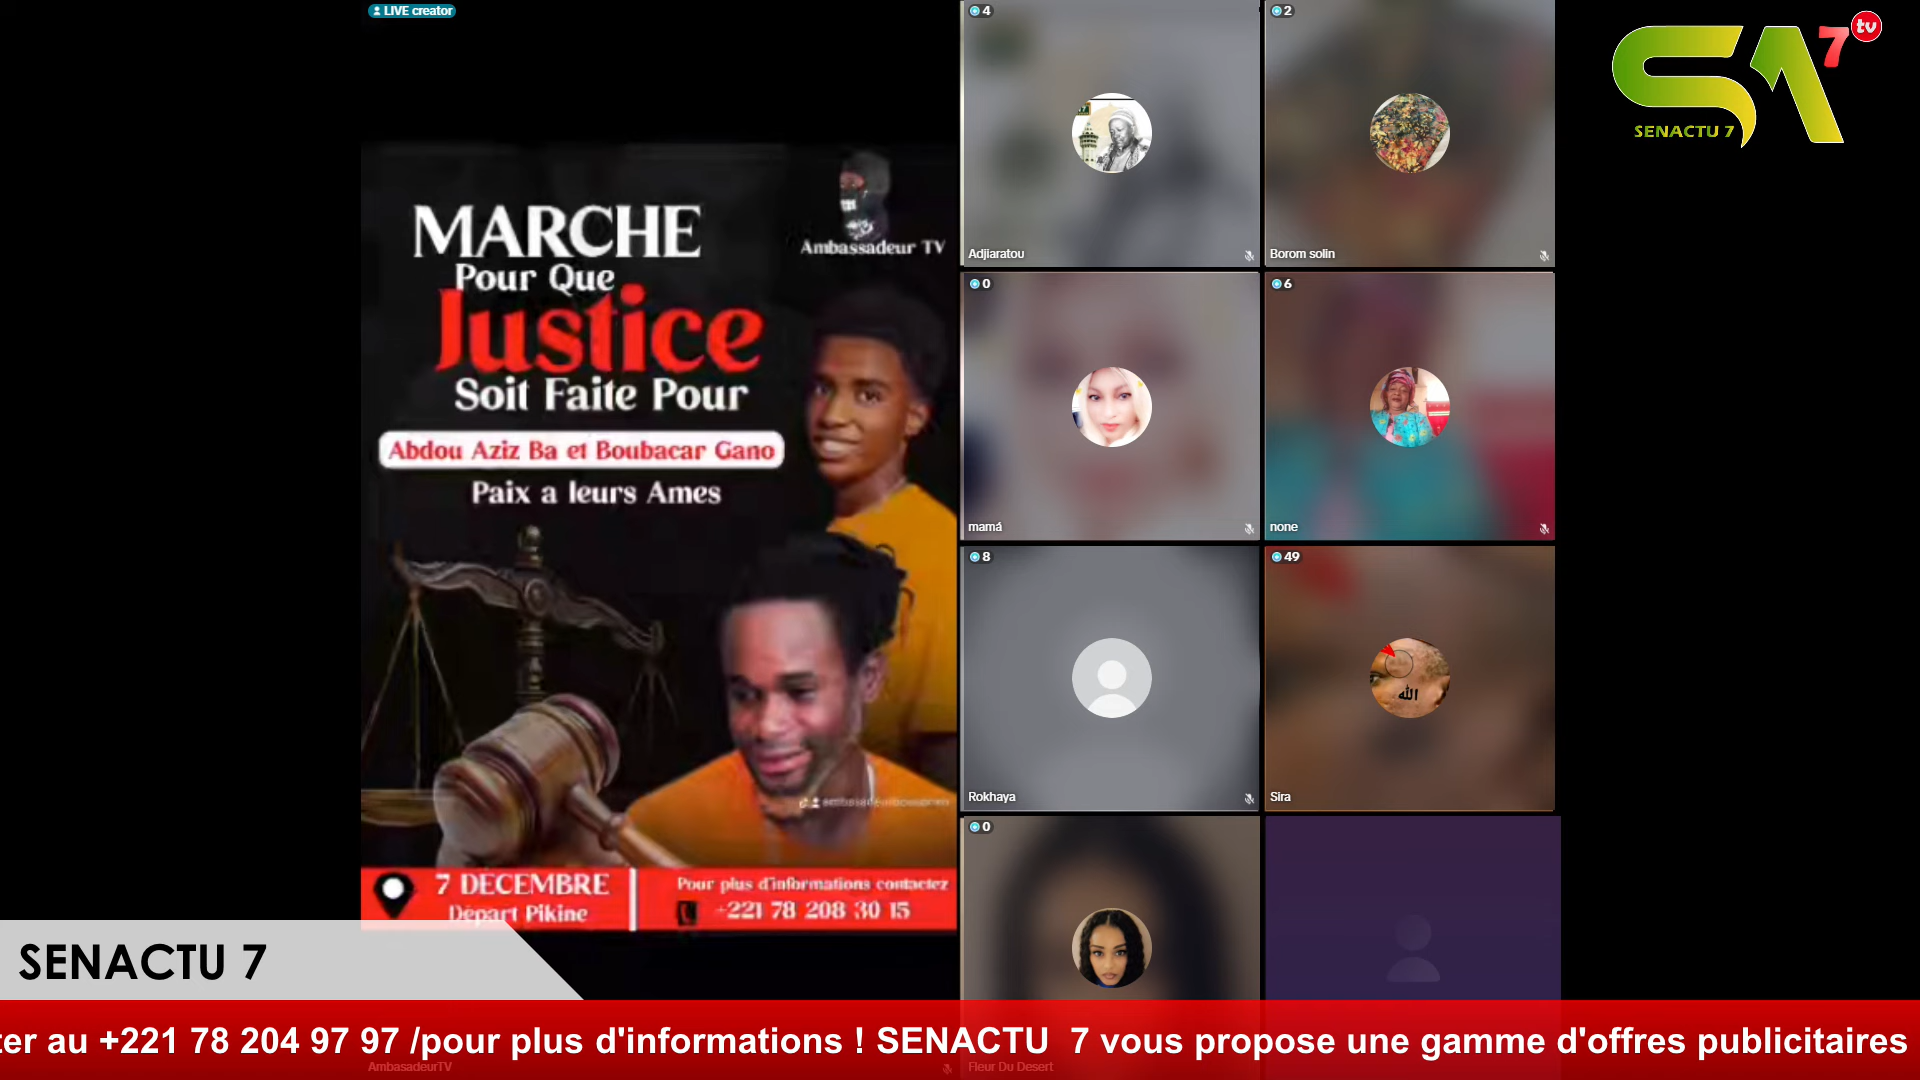 LIVE creator
MARCHE
Pour Que
Justice
Soit Faite Pour
Abdou Aziz Ba et Boubacar Gano
Paix a leurs Ames
Ambassadeur TV
7 DECEMBRE
Départ Pikine
Pour plus d'informations contactez
+221 78 208 30 15
AmbasadeurTV
4
Adjiaratou
2
Borom solin
0
mamá
6
none
8
Rokhaya
49
الله
Sira
0
Fleur Du Desert
7 tv
SENACTU 7
SENACTU 7
ter au +221 78 204 97 97 /pour plus d'informations ! SENACTU 7 vous propose une gamme d'offres publicitaires